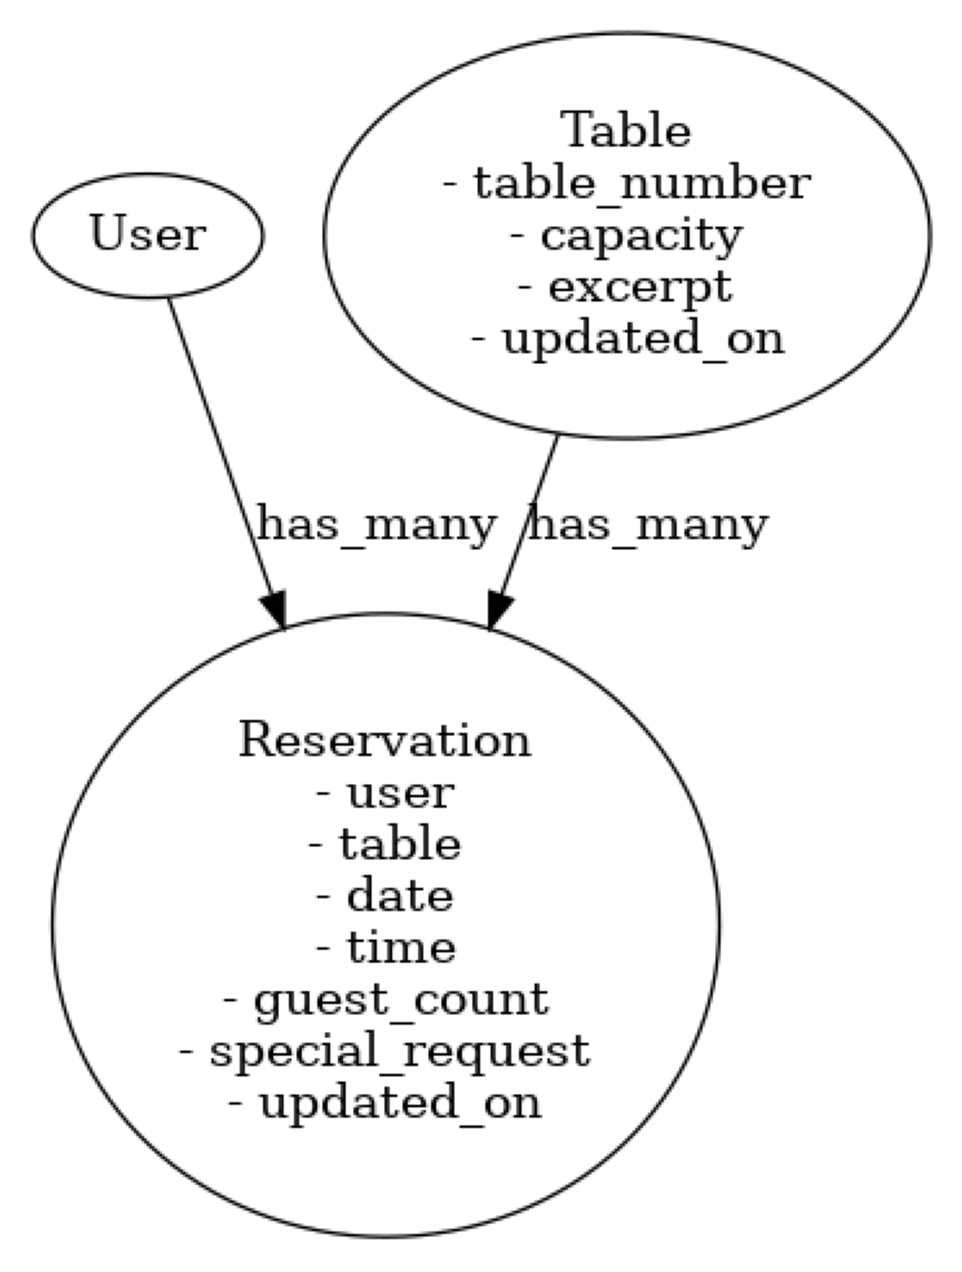 User
Table
- table_number
- capacity
- excerpt
- updated_on
has_many
has_many
Reservation
- user
- table
- date
- time
- guest_count
- special_request
- updated_on